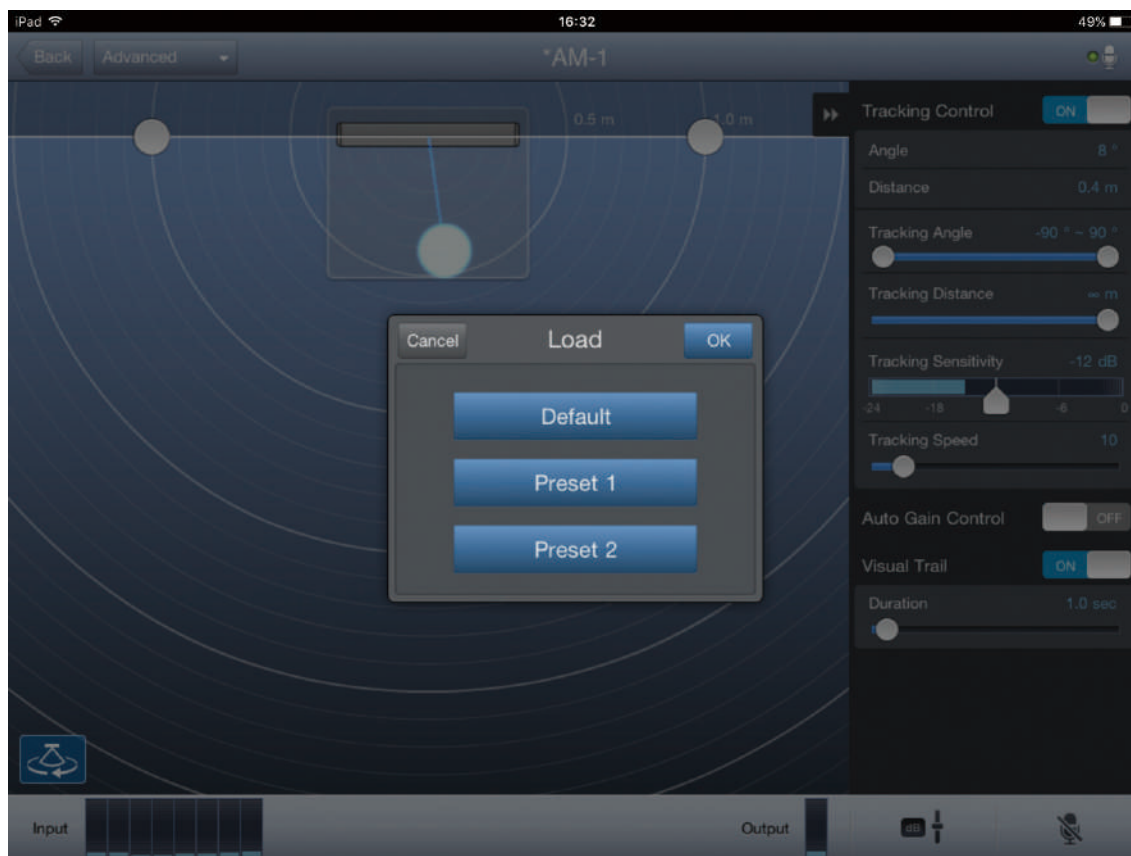 iPad 16:32 49%
Back Advanced *AM-1
0.5 m 1.0 m
Tracking Control ON
Angle 8 °
Distance 0.4 m
Tracking Angle -90 ° ~ 90 °
Tracking Distance ∞ m
Tracking Sensitivity -12 dB
-24 -18 -6 0
Tracking Speed 10
Auto Gain Control OFF
Visual Trail ON
Duration 1.0 sec
Cancel Load OK
Default
Preset 1
Preset 2
Input Output dB